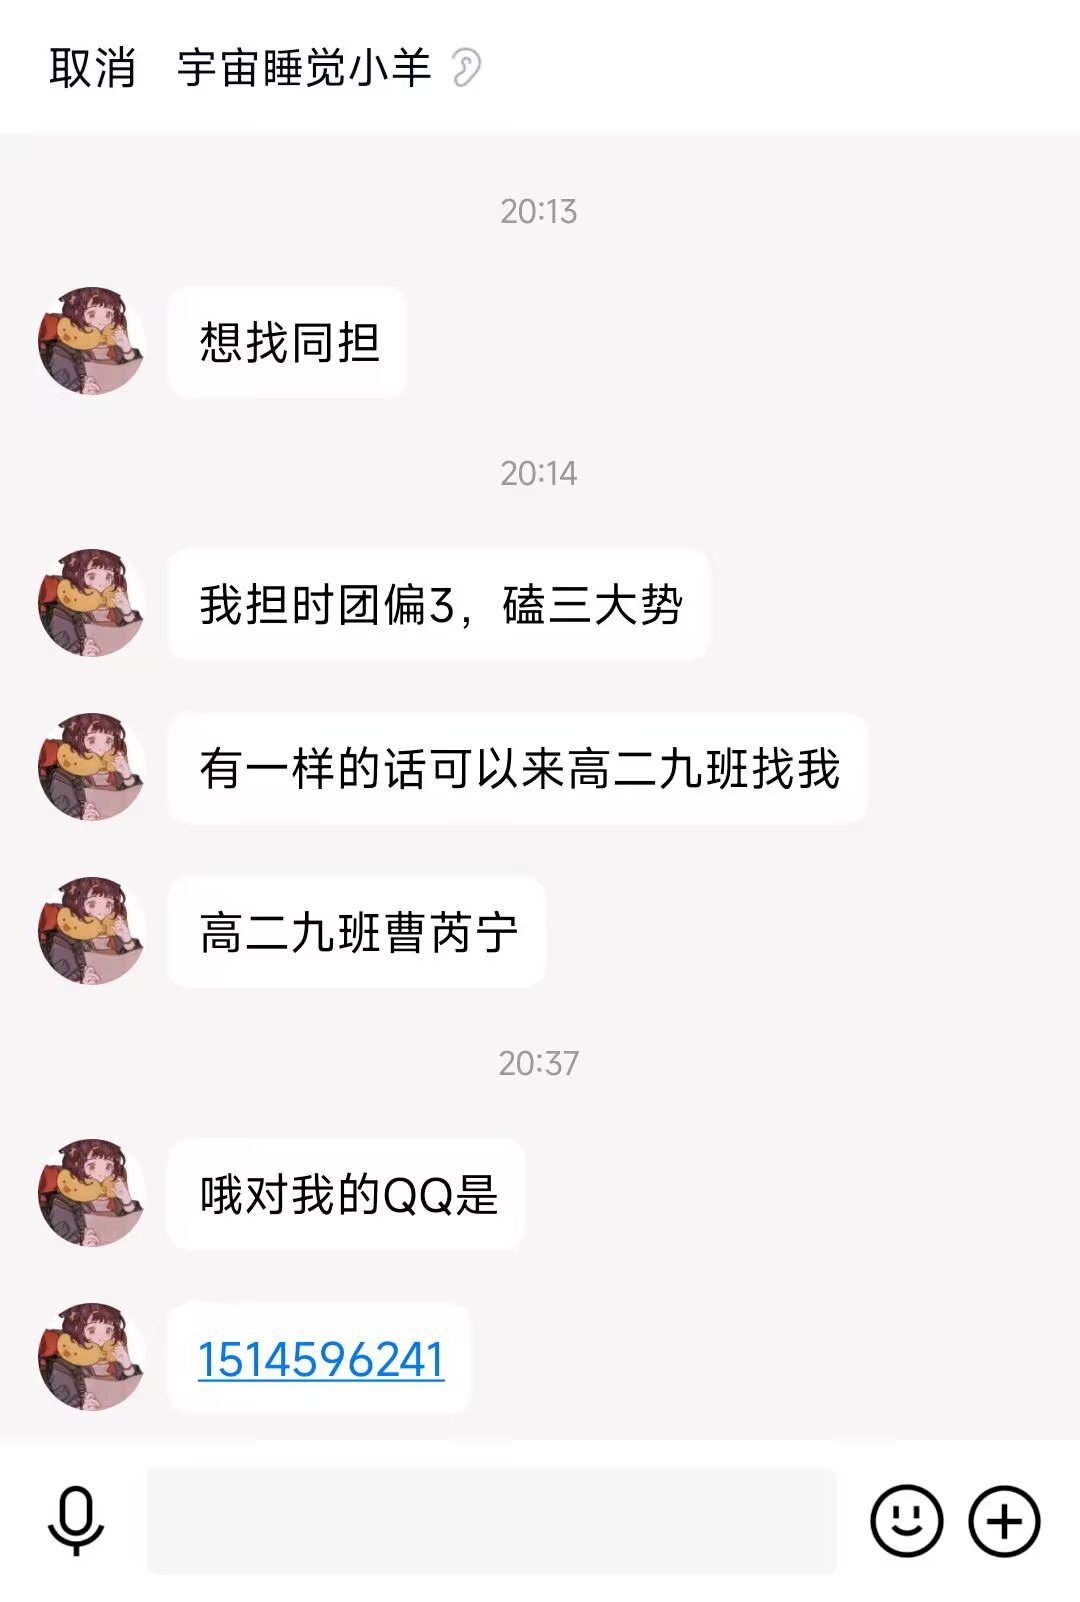 取消 宇宙睡觉小羊
20:13
想找同担
20:14
我担时团偏3，磕三大势
有一样的话可以来高二九班找我
高二九班曹芮宁
20:37
哦对我的QQ是
1514596241